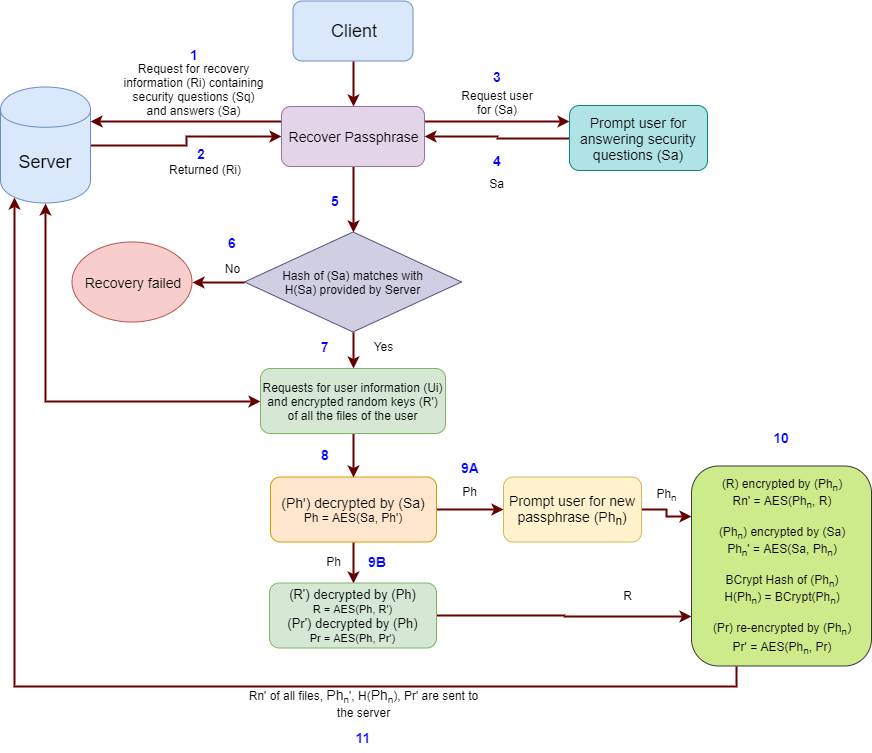 Client
1
Request for recovery
information (Ri) containing
security questions (Sq)
and answers (Sa)
3
Request user
for (Sa)
Server
Recover Passphrase
Prompt user for
answering security
questions (Sa)
2
Returned (Ri)
4
Sa
5
6
No
Recovery failed
Hash of (Sa) matches with
H(Sa) provided by Server
7
Yes
Requests for user information (Ui)
and encrypted random keys (R')
of all the files of the user
8
9A
10
(Ph') decrypted by (Sa)
Ph = AES(Sa, Ph')
Ph
Prompt user for new
passphrase (Phn)
Phn
(R) encrypted by (Phn)
Rn' = AES(Phn, R)
(Phn) encrypted by (Sa)
Phn' = AES(Sa, Phn)
BCrypt Hash of (Phn)
H(Phn) = BCrypt(Phn)
(Pr) re-encrypted by (Phn)
Pr' = AES(Phn, Pr)
Ph
9B
(R') decrypted by (Ph)
R = AES(Ph, R')
(Pr') decrypted by (Ph)
Pr = AES(Ph, Pr')
R
Rn' of all files, Phn', H(Phn), Pr' are sent to
the server
11